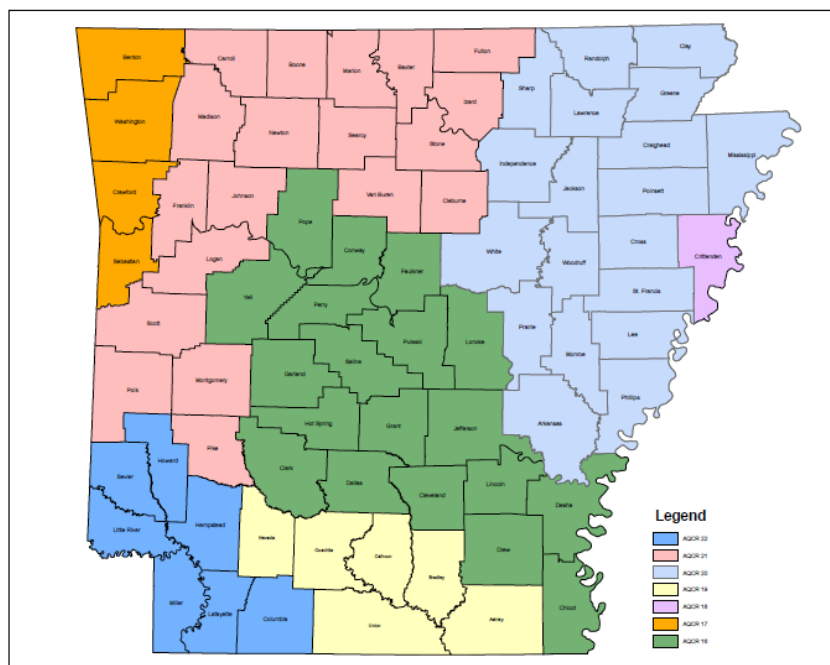 Benton
Carroll
Boone
Marion
Baxter
Fulton
Randolph
Clay
Sharp
Izard
Greene
Lawrence
Washington
Madison
Newton
Searcy
Stone
Craighead
Mississippi
Independence
Jackson
Poinsett
Crawford
Franklin
Johnson
Pope
Van Buren
Cleburne
Conway
Faulkner
White
Woodruff
Cross
Crittenden
Sebastian
Logan
Yell
Perry
St. Francis
Scott
Pulaski
Lonoke
Prairie
Monroe
Lee
Saline
Garland
Polk
Montgomery
Phillips
Hot Spring
Grant
Jefferson
Arkansas
Howard
Pike
Clark
Dallas
Cleveland
Lincoln
Desha
Sevier
Little River
Hempstead
Nevada
Ouachita
Calhoun
Bradley
Drew
Miller
Lafayette
Columbia
Union
Ashley
Chicot
Legend
AQCR 22
AQCR 21
AQCR 20
AQCR 19
AQCR 18
AQCR 17
AQCR 16